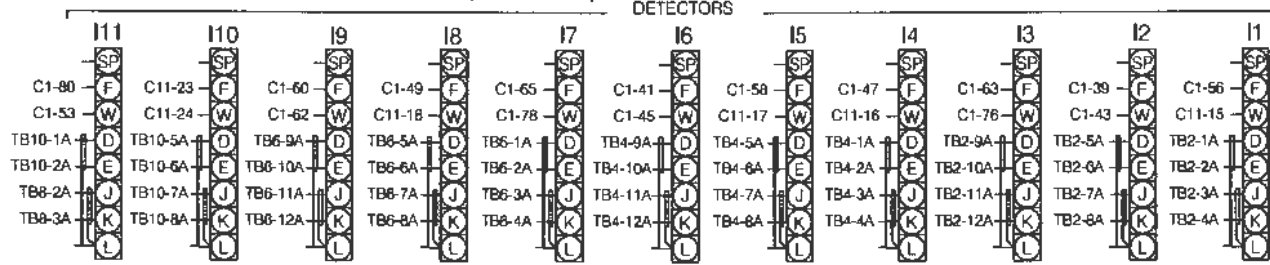 DETECTORS
I11 I10 I9 I8 I7 I6 I5 I4 I3 I2 I1
SP SP SP SP SP SP SP SP SP SP SP
C1-80 F C11-23 F C1-60 F C1-49 F C1-65 F C1-41 F C1-58 F C1-47 F C1-63 F C1-39 F C1-56 F
C1-53 W C11-24 W C1-62 W C11-18 W C1-78 W C1-45 W C11-17 W C11-16 W C1-76 W C1-43 W C11-15 W
TB10-1A D TB10-5A D TB6-9A D TB6-5A D TB6-1A D TB4-9A D TB4-5A D TB4-1A D TB2-9A D TB2-5A D TB2-1A D
TB10-2A E TB10-6A E TB6-10A E TB6-6A E TB6-2A E TB4-10A E TB4-6A E TB4-2A E TB2-10A E TB2-6A E TB2-2A E
TB8-2A J TB10-7A J TB6-11A J TB6-7A J TB6-3A J TB4-11A J TB4-7A J TB4-3A J TB2-11A J TB2-7A J TB2-3A J
TB8-3A K TB10-8A K TB6-12A K TB6-8A K TB6-4A K TB4-12A K TB4-8A K TB4-4A K TB2-12A K TB2-8A K TB2-4A K
L L L L L L L L L L L